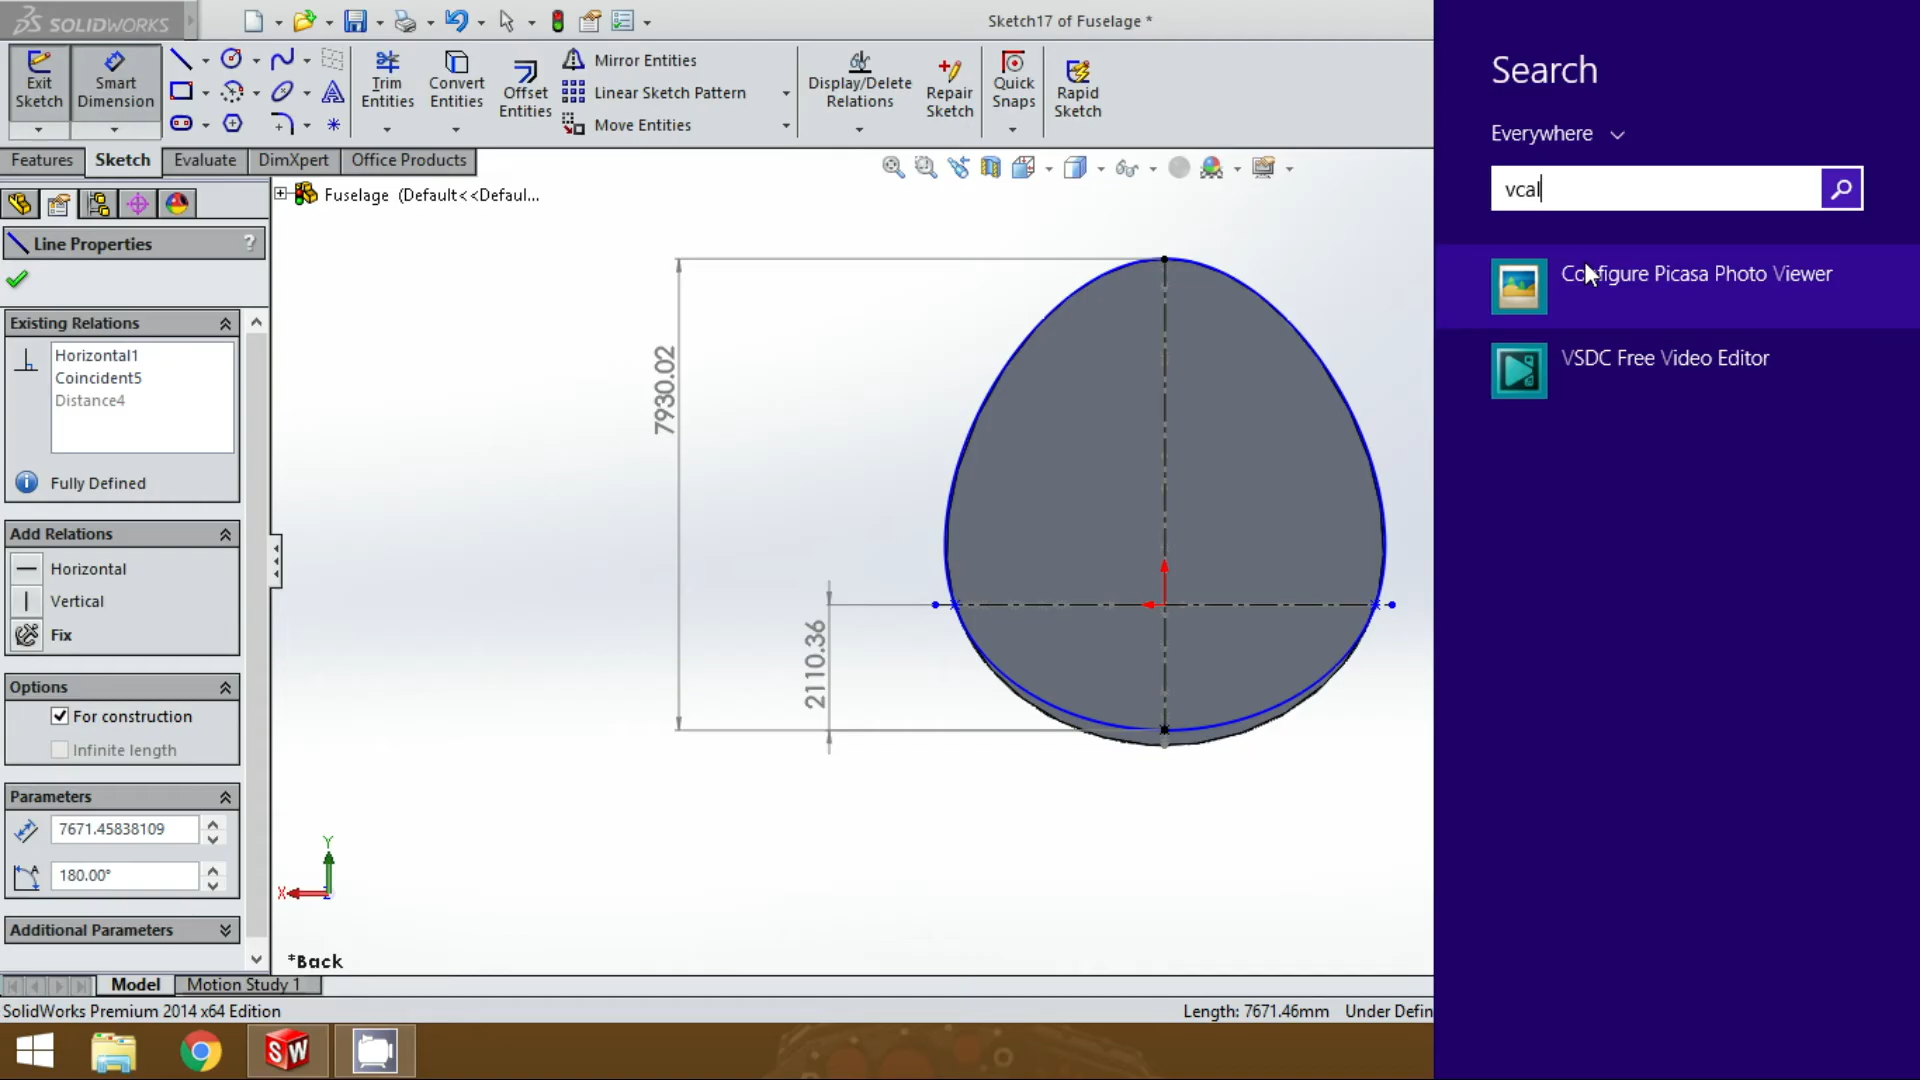 SOLIDWORKS
Sketch17 of Fuselage *
Exit Sketch
Smart Dimension
Trim Entities
Convert Entities
Offset Entities
Mirror Entities
Linear Sketch Pattern
Move Entities
Display/Delete Relations
Repair Sketch
Quick Snaps
Rapid Sketch
Features
Sketch
Evaluate
DimXpert
Office Products
Fuselage (Default<<Defaul...
Line Properties
?
Existing Relations
Horizontal1
Coincident5
Distance4
Fully Defined
Add Relations
Horizontal
Vertical
Fix
Options
For construction
Infinite length
Parameters
7671.45838109
180.00°
Additional Parameters
7930.02
2110.36
Y
X
*Back
Model
Motion Study 1
SolidWorks Premium 2014 x64 Edition
Length: 7671.46mm
Under Defin
SW
Search
Everywhere
vcal
Configure Picasa Photo Viewer
VSDC Free Video Editor